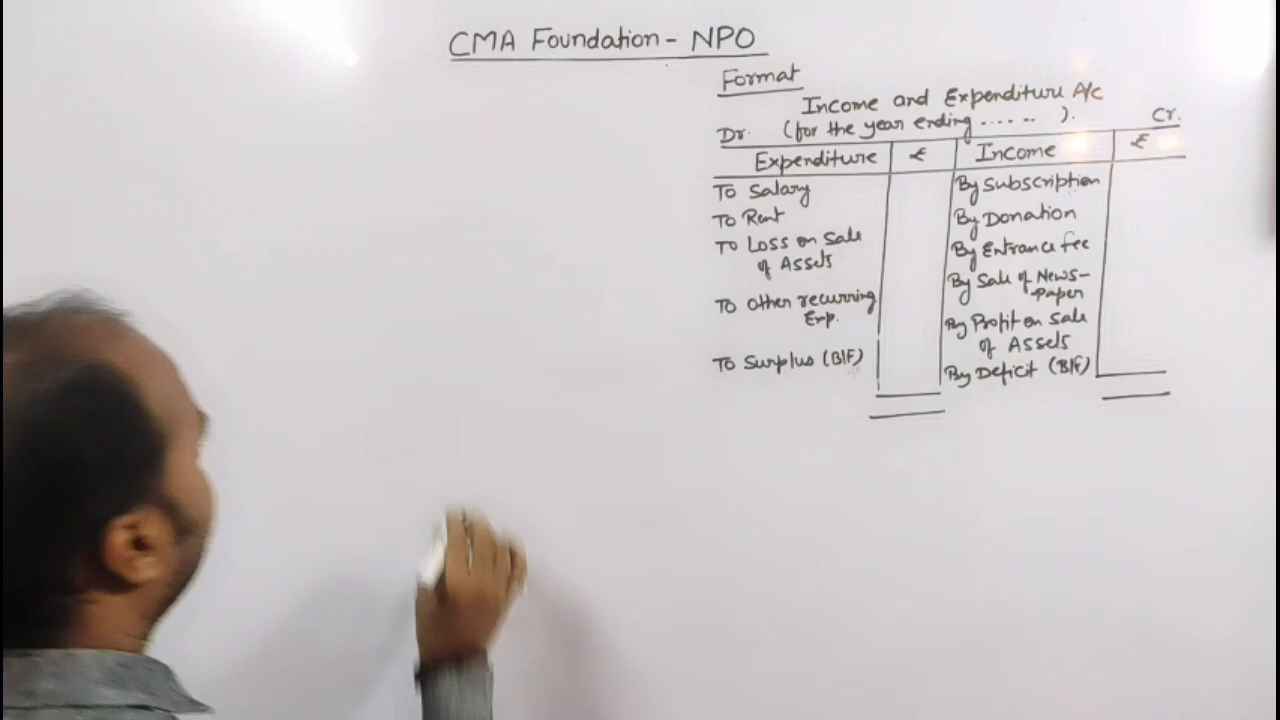 CMA Foundation - NPO
Format
Income and Expenditure A/c
Dr. (for the year ending ...... ). Cr.
Expenditure ₹ Income ₹
To Salary
To Rent
To Loss on Sale
of Assets
To Other recurring
Exp.
To Surplus (B/F)
By Subscription
By Donation
By Entrance fee
By Sale of News-
Paper
By Profit on Sale
of Assets
By Deficit (B/F)